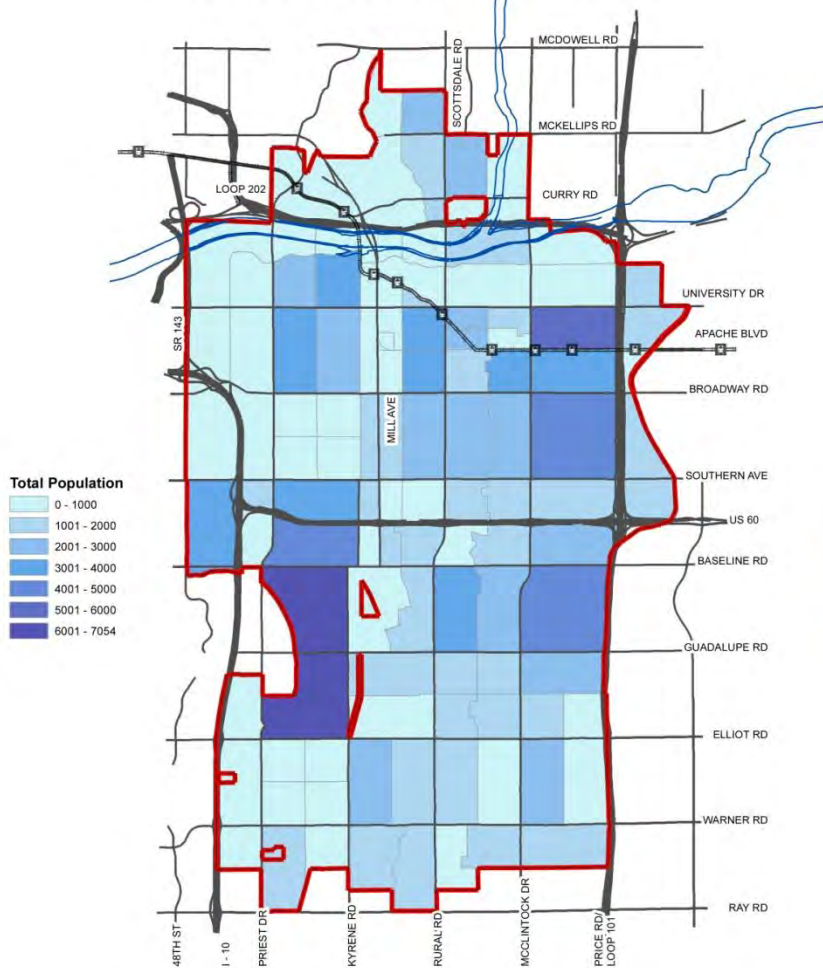 MCDOWELL RD
SCOTTSDALE RD
MCKELLIPS RD
LOOP 202
CURRY RD
UNIVERSITY DR
SR 143
APACHE BLVD
BROADWAY RD
MILL AVE
SOUTHERN AVE
Total Population
0 - 1000
1001 - 2000
2001 - 3000
3001 - 4000
4001 - 5000
5001 - 6000
6001 - 7054
US 60
BASELINE RD
GUADALUPE RD
ELLIOT RD
WARNER RD
RAY RD
48TH ST
I - 10
PRIEST DR
KYRENE RD
RURAL RD
MCCLINTOCK DR
PRICE RD/
LOOP 101